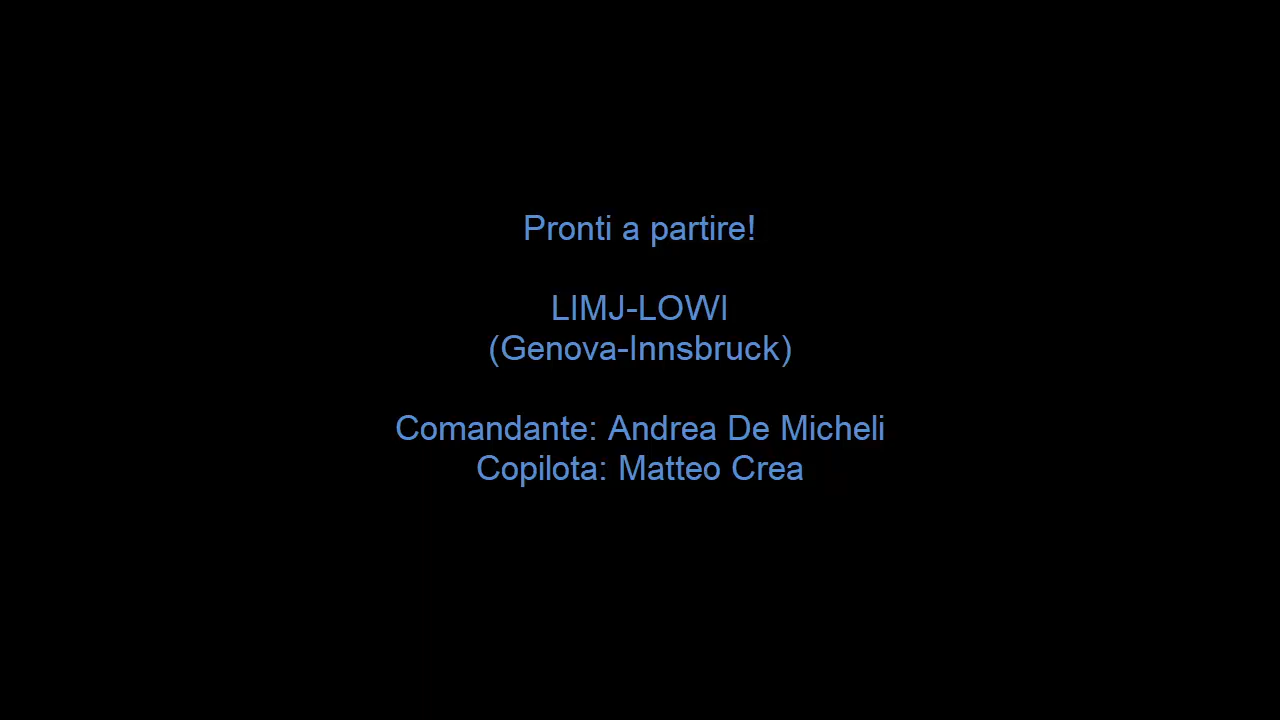 Pronti a partire!
LIMJ-LOWI
(Genova-Innsbruck)
Comandante: Andrea De Micheli
Copilota: Matteo Crea